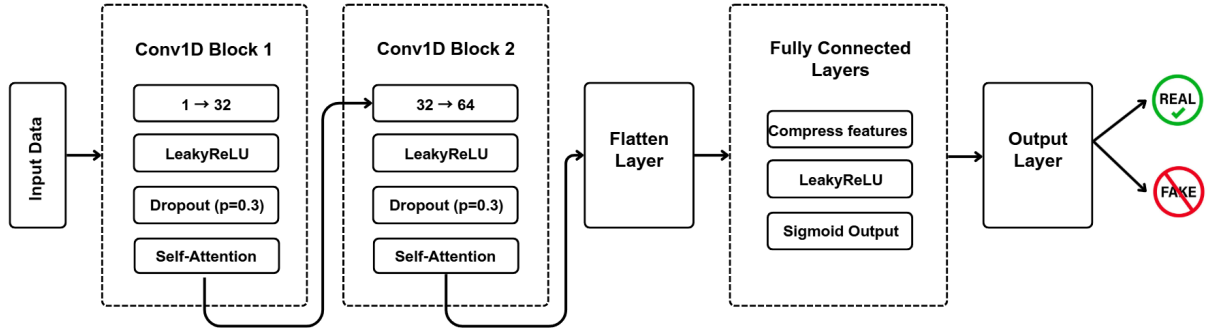 Input Data
Conv1D Block 1
1 → 32
LeakyReLU
Dropout (p=0.3)
Self-Attention
Conv1D Block 2
32 → 64
LeakyReLU
Dropout (p=0.3)
Self-Attention
Flatten
Layer
Fully Connected
Layers
Compress features
LeakyReLU
Sigmoid Output
Output
Layer
REAL
FAKE